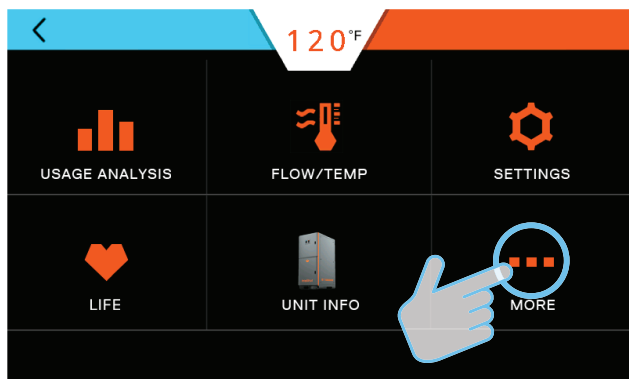 120°F
USAGE ANALYSIS
FLOW/TEMP
SETTINGS
LIFE
UNIT INFO
MORE